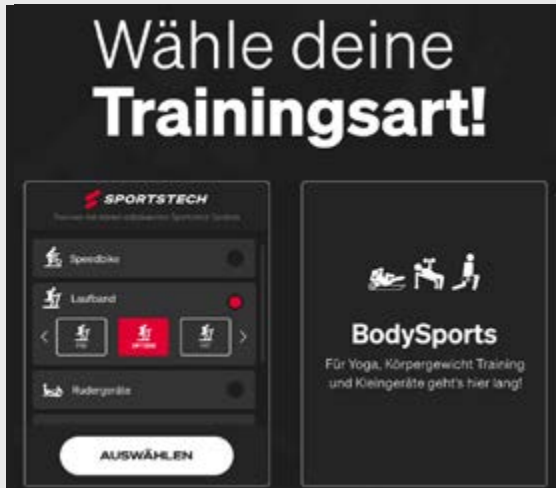 Wähle deine
Trainingsart!
SPORTSTECH
Speedbike
Laufband
Rudergeräte
AUSWÄHLEN
BodySports
Für Yoga, Körpergewicht Training
und Kleingeräte geht's hier lang!